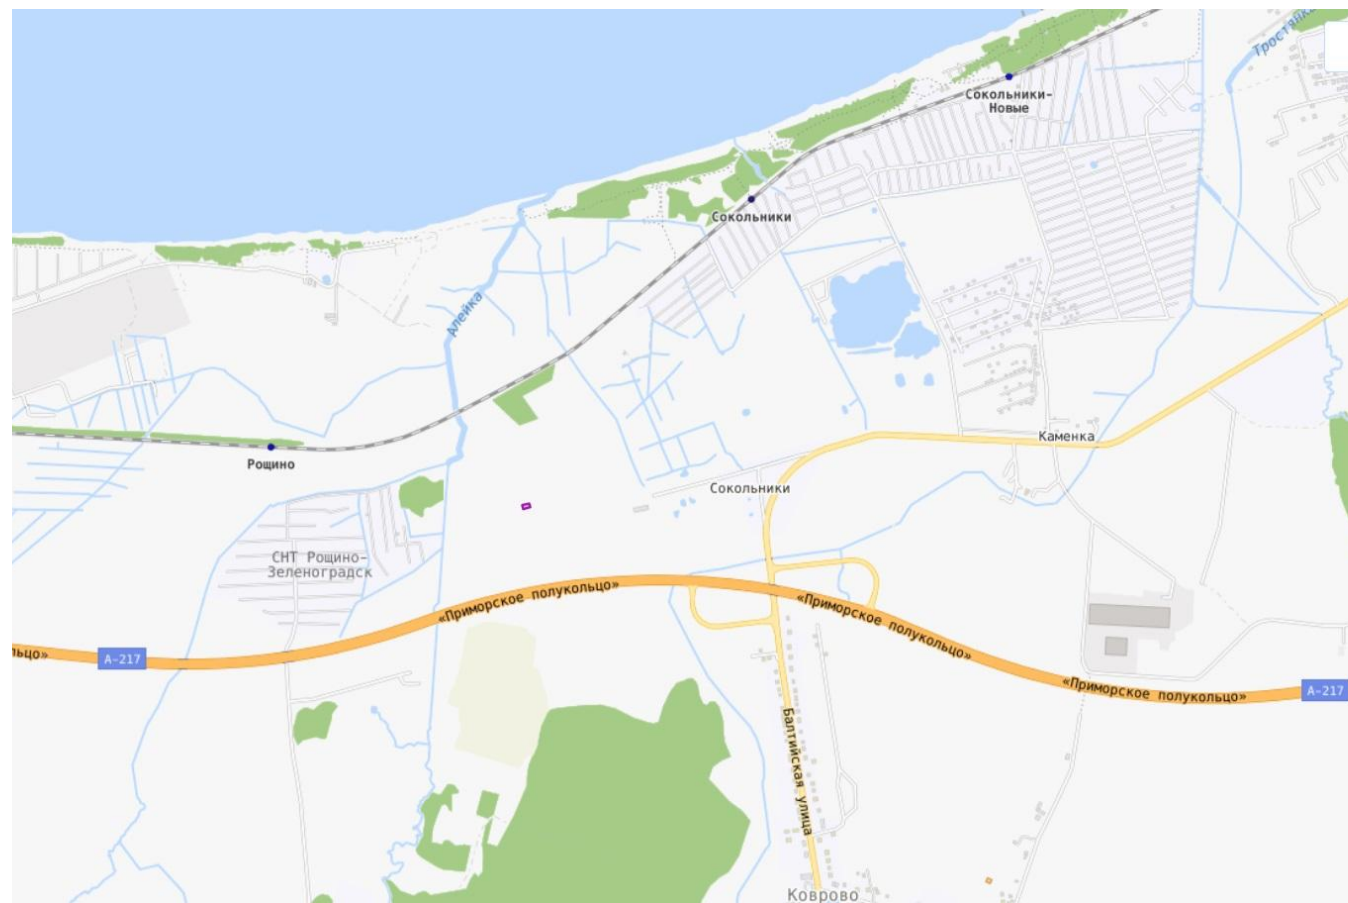 Тростянка
Сокольники-
Новые
Сокольники
Алейка
Каменка
Рощино
Сокольники
СНТ Рощино-
Зеленоградск
«Приморское полукольцо»
«Приморское полукольцо»
льцо»
А-217
«Приморское полукольцо»
А-217
Балтийская улица
Коврово